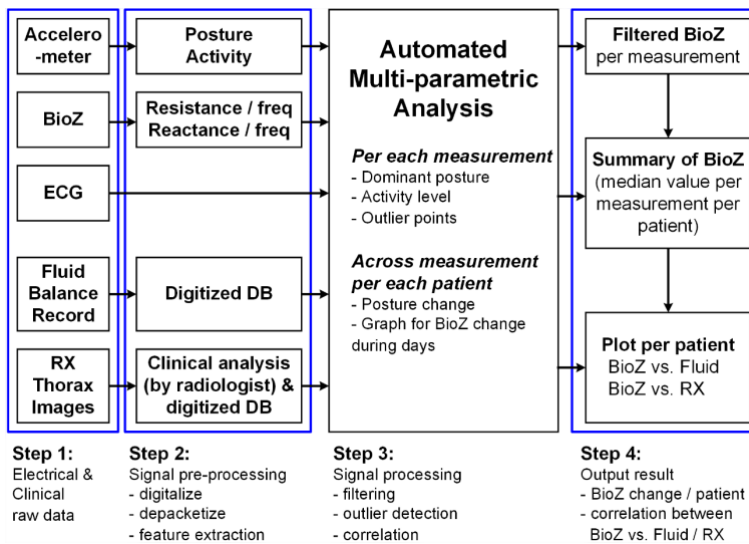 Accelero
-meter
Posture
Activity
BioZ
Resistance / freq
Reactance / freq
ECG
Fluid
Balance
Record
Digitized DB
RX
Thorax
Images
Clinical analysis
(by radiologist) &
digitized DB
Automated
Multi-parametric
Analysis
Per each measurement
- Dominant posture
- Activity level
- Outlier points
Across measurement
per each patient
- Posture change
- Graph for BioZ change
during days
Filtered BioZ
per measurement
Summary of BioZ
(median value per
measurement per
patient)
Plot per patient
BioZ vs. Fluid
BioZ vs. RX
Step 1:
Electrical &
Clinical
raw data
Step 2:
Signal pre-processing
- digitalize
- depacketize
- feature extraction
Step 3:
Signal processing
- filtering
- outlier detection
- correlation
Step 4:
Output result
- BioZ change / patient
- correlation between
BioZ vs. Fluid / RX